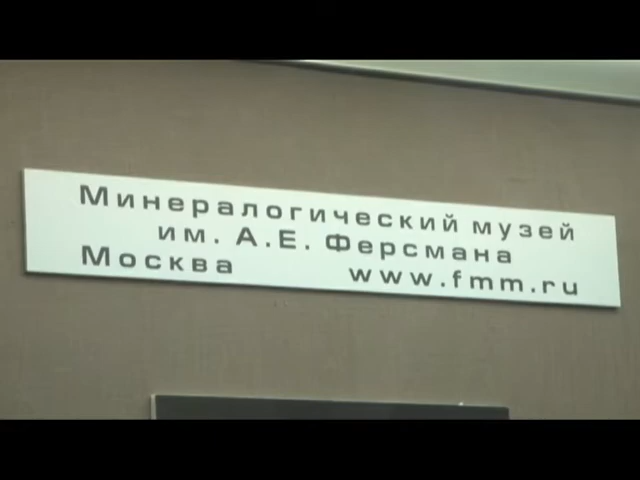 Минералогический музей
им. А.Е. Ферсмана
Москва www.fmm.ru